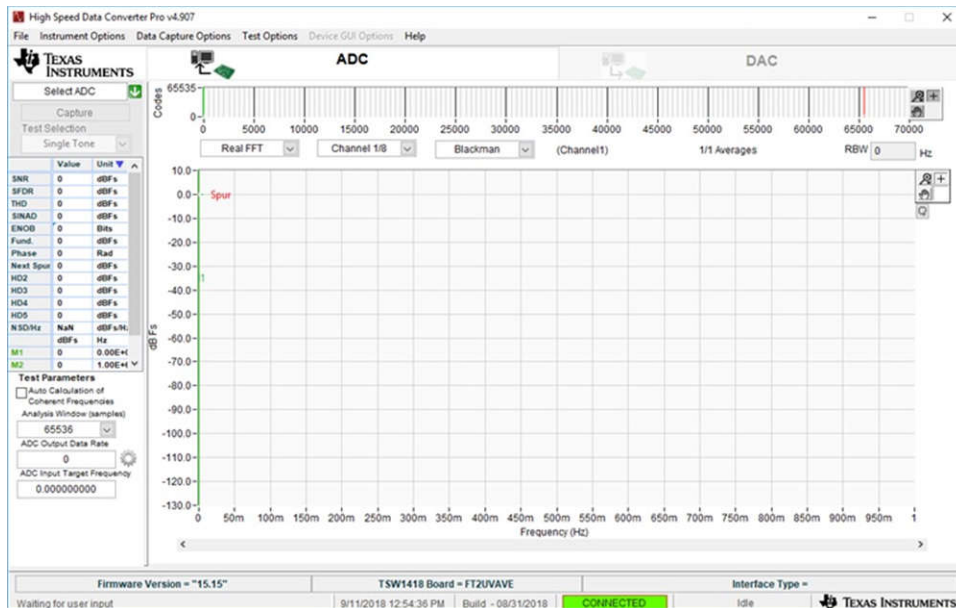 High Speed Data Converter Pro v4.907
File Instrument Options Data Capture Options Test Options Device GUI Options Help
TEXAS INSTRUMENTS
ADC
DAC
Select ADC
Capture
Test Selection
Single Tone
Codes
65535
0
0 5000 10000 15000 20000 25000 30000 35000 40000 45000 50000 55000 60000 65000 70000
Real FFT Channel 1/8 Blackman (Channel1) 1/1 Averages RBW 0 Hz
Value Unit
SNR 0 dBFs
SFDR 0 dBFs
THD 0 dBFs
SINAD 0 dBFs
ENOB 0 Bits
Fund. 0 dBFs
Phase 0 Rad
Next Spur 0 dBFs
HD2 0 dBFs
HD3 0 dBFs
HD4 0 dBFs
HD5 0 dBFs
NSD/Hz NaN dBFs/Hz
dBFs Hz
M1 0 0.00E+(
M2 0 1.00E+(
Test Parameters
Auto Calculation of
Coherent Frequencies
Analysis Window (samples)
65536
ADC Output Data Rate
0
ADC Input Target Frequency
0.000000000
dBFs
10.0
0.0
-10.0
-20.0
-30.0
-40.0
-50.0
-60.0
-70.0
-80.0
-90.0
-100.0
-110.0
-120.0
-130.0
Spur
1
0 50m 100m 150m 200m 250m 300m 350m 400m 450m 500m 550m 600m 650m 700m 750m 800m 850m 900m 950m 1
Frequency (Hz)
Firmware Version = "15.15" TSW1418 Board = FT2UVAVE Interface Type =
Waiting for user input 9/11/2018 12:54:36 PM Build - 08/31/2018 CONNECTED Idle TEXAS INSTRUMENTS